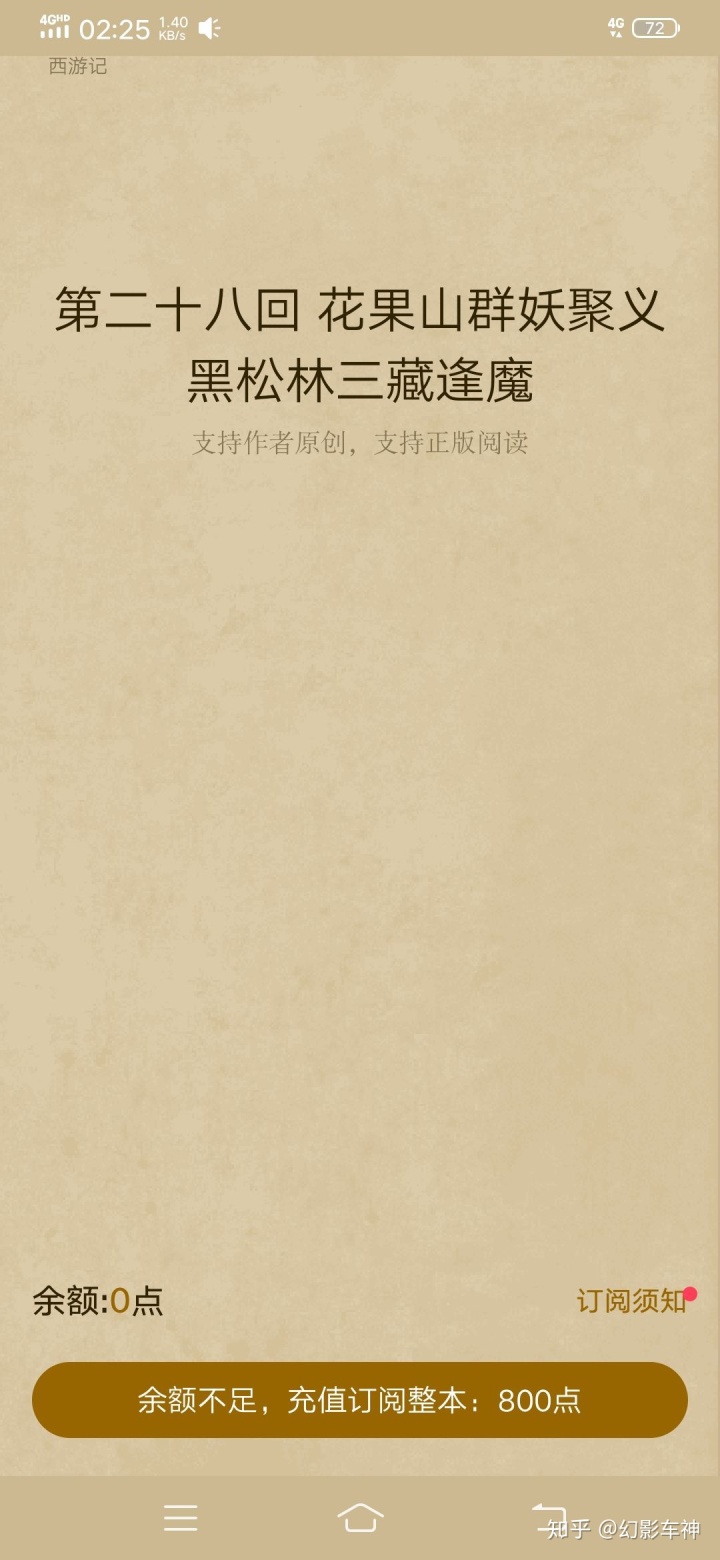 4GHD 02:25 1.40 KB/s 4G 72
西游记
第二十八回 花果山群妖聚义
黑松林三藏逢魔
支持作者原创，支持正版阅读
余额:0点 订阅须知
余额不足，充值订阅整本：800点
知乎 @幻影车神